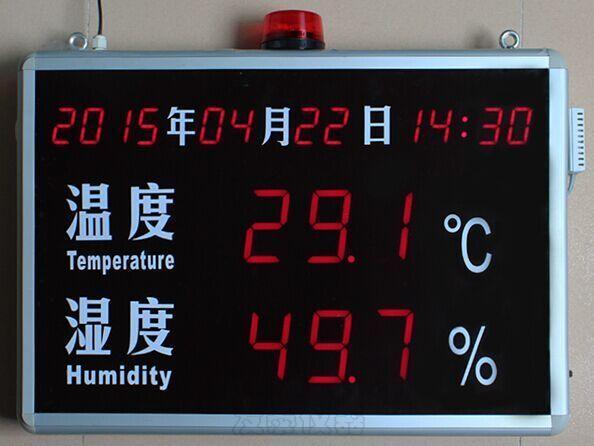 2015年04月22日 14:30
温度 29.1 ℃
Temperature
湿度 49.7 %
Humidity